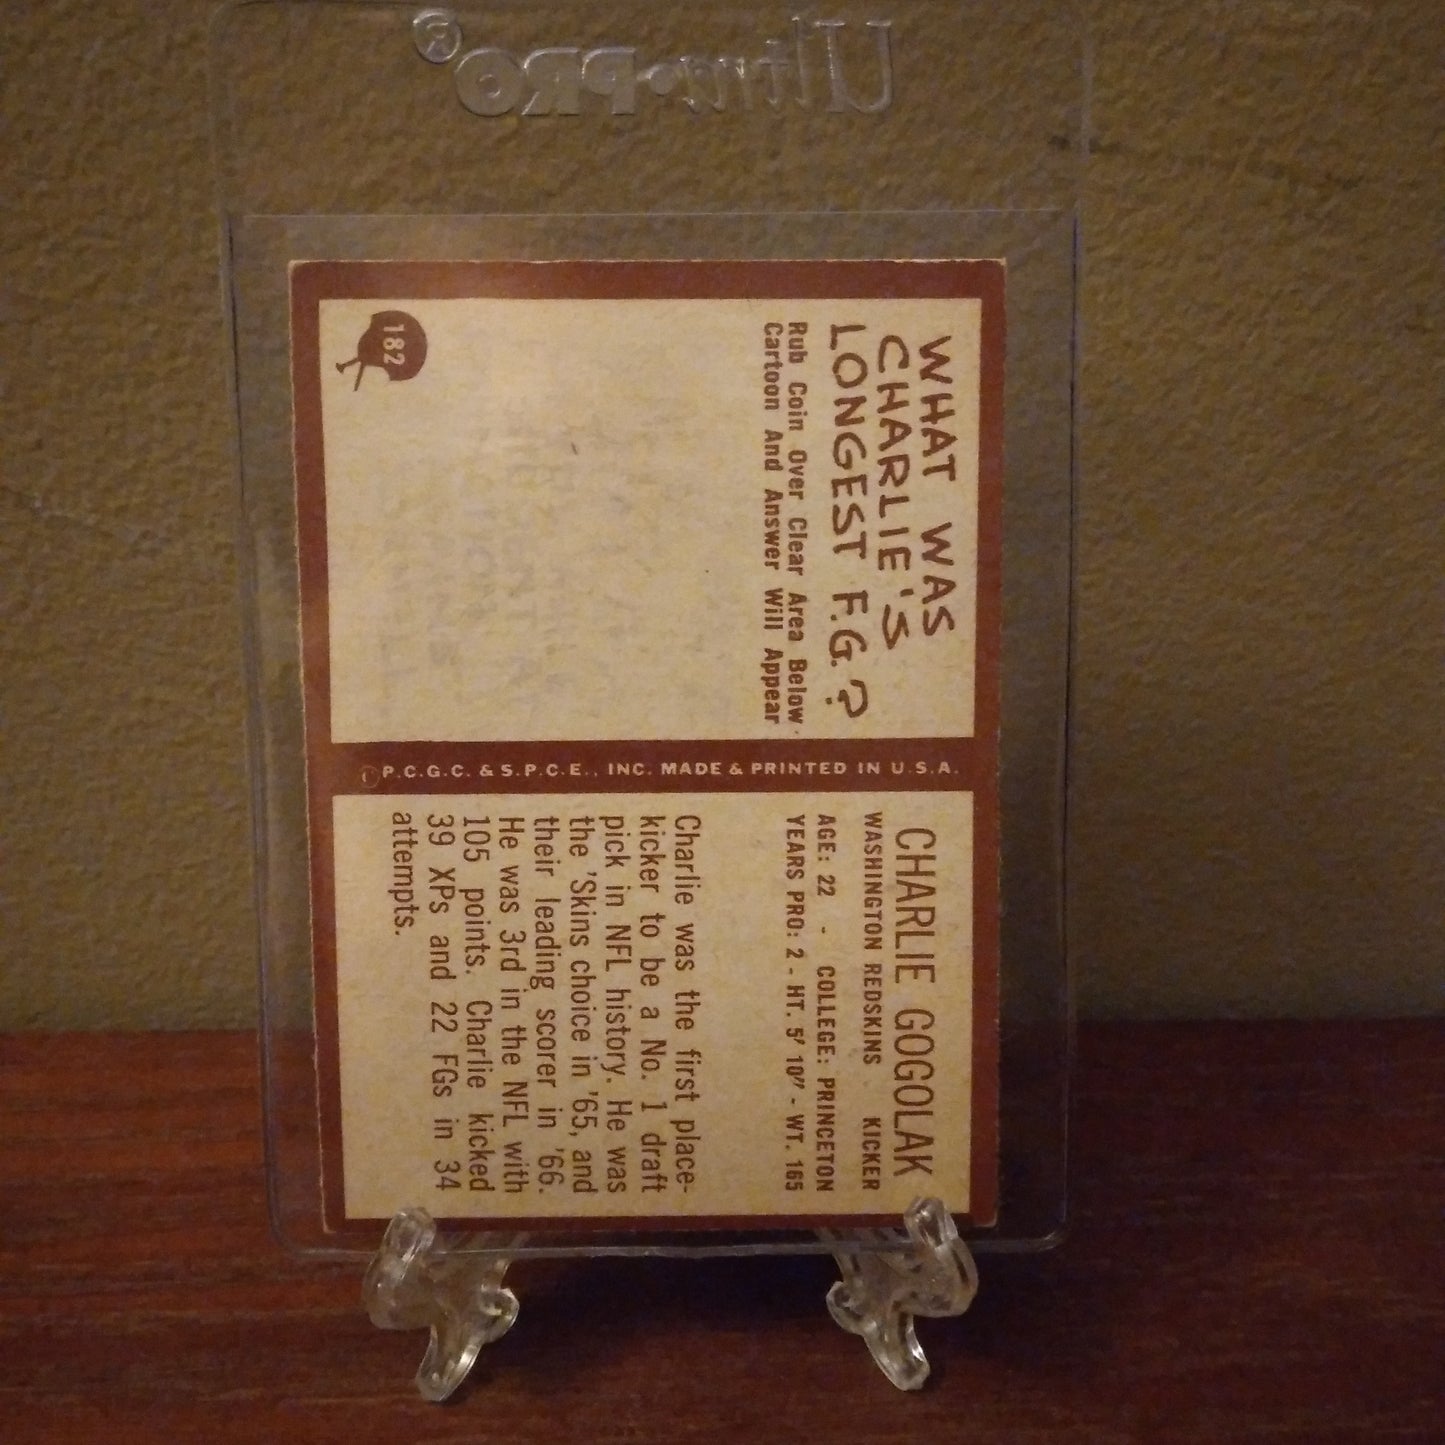 Ultra•PRO®
WHAT WAS
CHARLIE'S
LONGEST F.G.?
Rub Coin Over Clear Area Below.
Cartoon And Answer Will Appear
182
©P.C.G.C. & S.P.C.E., INC. MADE & PRINTED IN U.S.A.
CHARLIE GOGOLAK
WASHINGTON REDSKINS KICKER
AGE: 22 - COLLEGE: PRINCETON
YEARS PRO: 2 - HT. 5' 10" - WT. 165
Charlie was the first place-
kicker to be a No. 1 draft
pick in NFL history. He was
the 'Skins choice in '65, and
their leading scorer in '66.
He was 3rd in the NFL with
105 points. Charlie kicked
39 XPs and 22 FGs in 34
attempts.